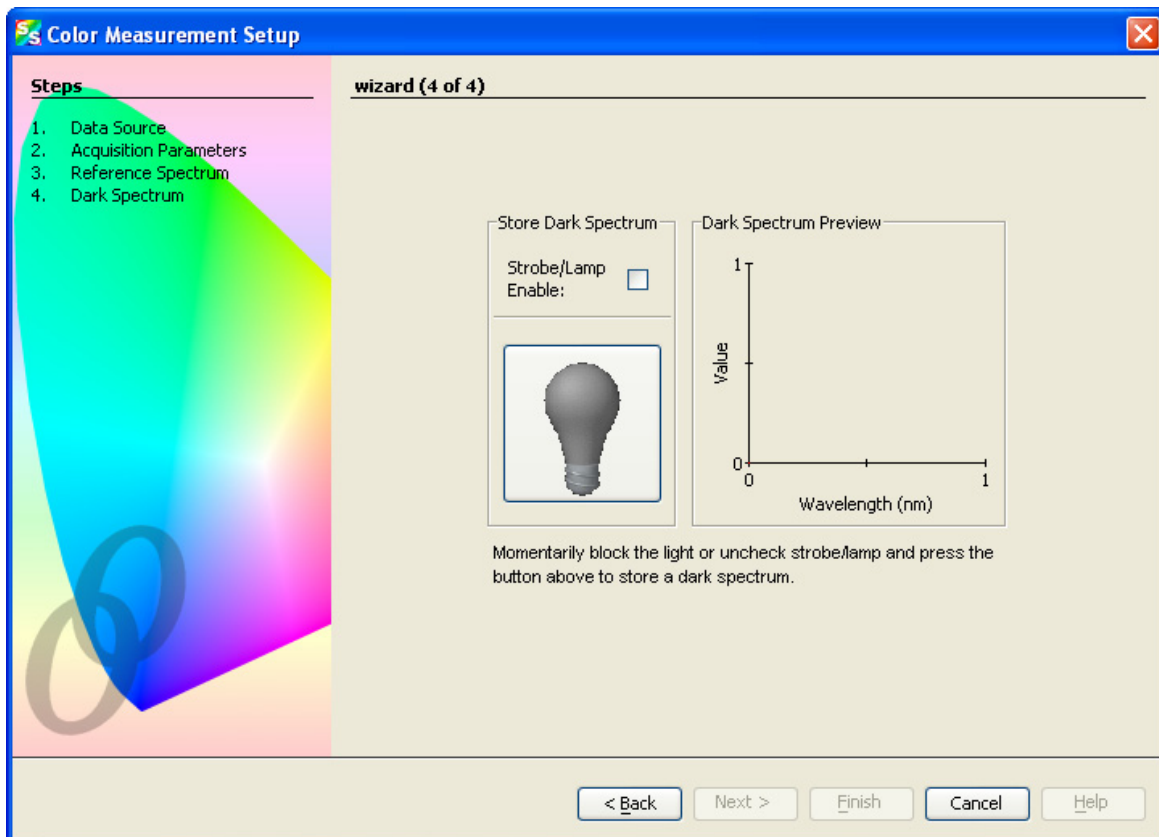 Color Measurement Setup
Steps
1. Data Source
2. Acquisition Parameters
3. Reference Spectrum
4. Dark Spectrum
wizard (4 of 4)
Store Dark Spectrum
Strobe/Lamp
Enable:
Dark Spectrum Preview
1
Value
0
0
1
Wavelength (nm)
Momentarily block the light or uncheck strobe/lamp and press the
button above to store a dark spectrum.
< Back
Next >
Finish
Cancel
Help